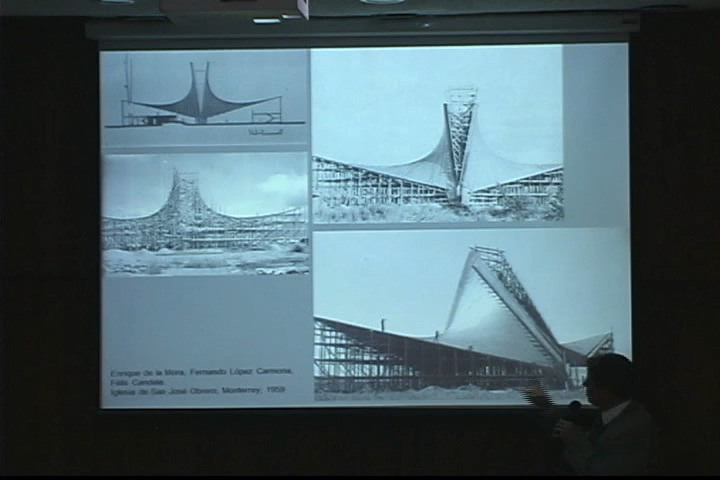 Enrique de la Mora, Fernando López Carmona,
Félix Candela.
Iglesia de San José Obrero, Monterrey, 1959